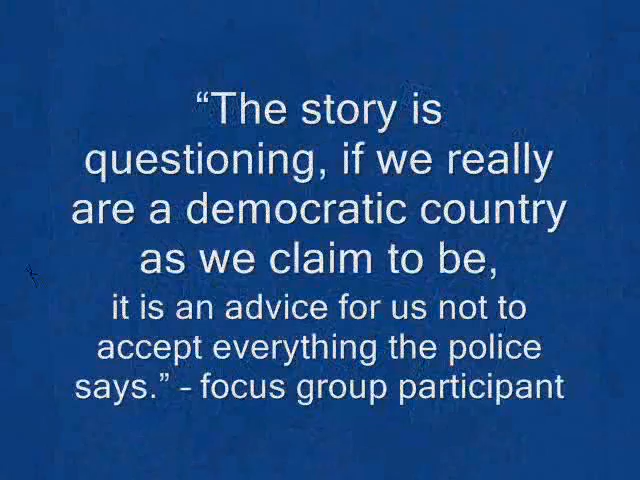 “The story is
questioning, if we really
are a democratic country
as we claim to be,
it is an advice for us not to
accept everything the police
says.” – focus group participant